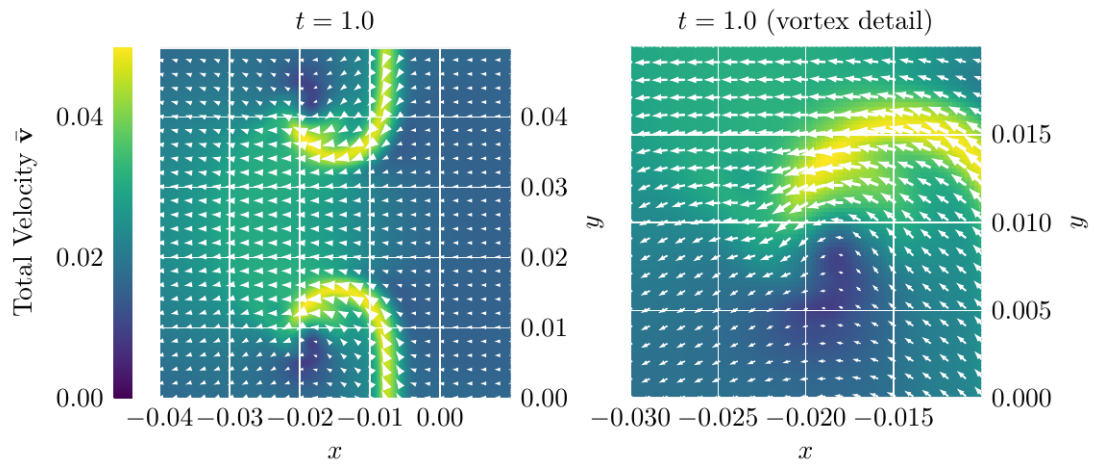 t = 1.0
t = 1.0 (vortex detail)
Total Velocity v̄
0.04
0.02
0.00
0.04
0.03
0.02
0.01
0.00
y
−0.04 −0.03 −0.02 −0.01 0.00
x
0.015
0.010
0.005
0.000
y
−0.030 −0.025 −0.020 −0.015
x